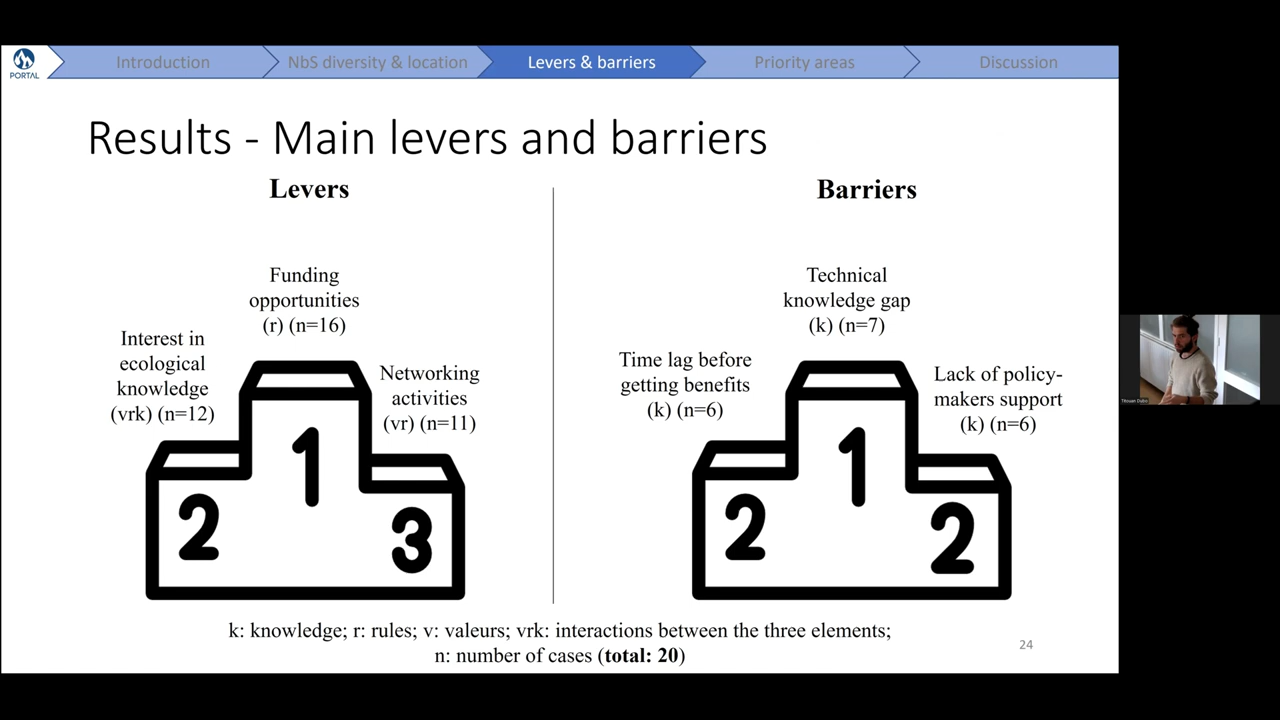 PORTAL
Introduction
NbS diversity & location
Levers & barriers
Priority areas
Discussion
Results - Main levers and barriers
Levers
Funding
opportunities
(r) (n=16)
Interest in
ecological
knowledge
(vrk) (n=12)
Networking
activities
(vr) (n=11)
1
2
3
Barriers
Technical
knowledge gap
(k) (n=7)
Time lag before
getting benefits
(k) (n=6)
Lack of policy-
makers support
(k) (n=6)
1
2
2
k: knowledge; r: rules; v: valeurs; vrk: interactions between the three elements;
n: number of cases (total: 20)
24